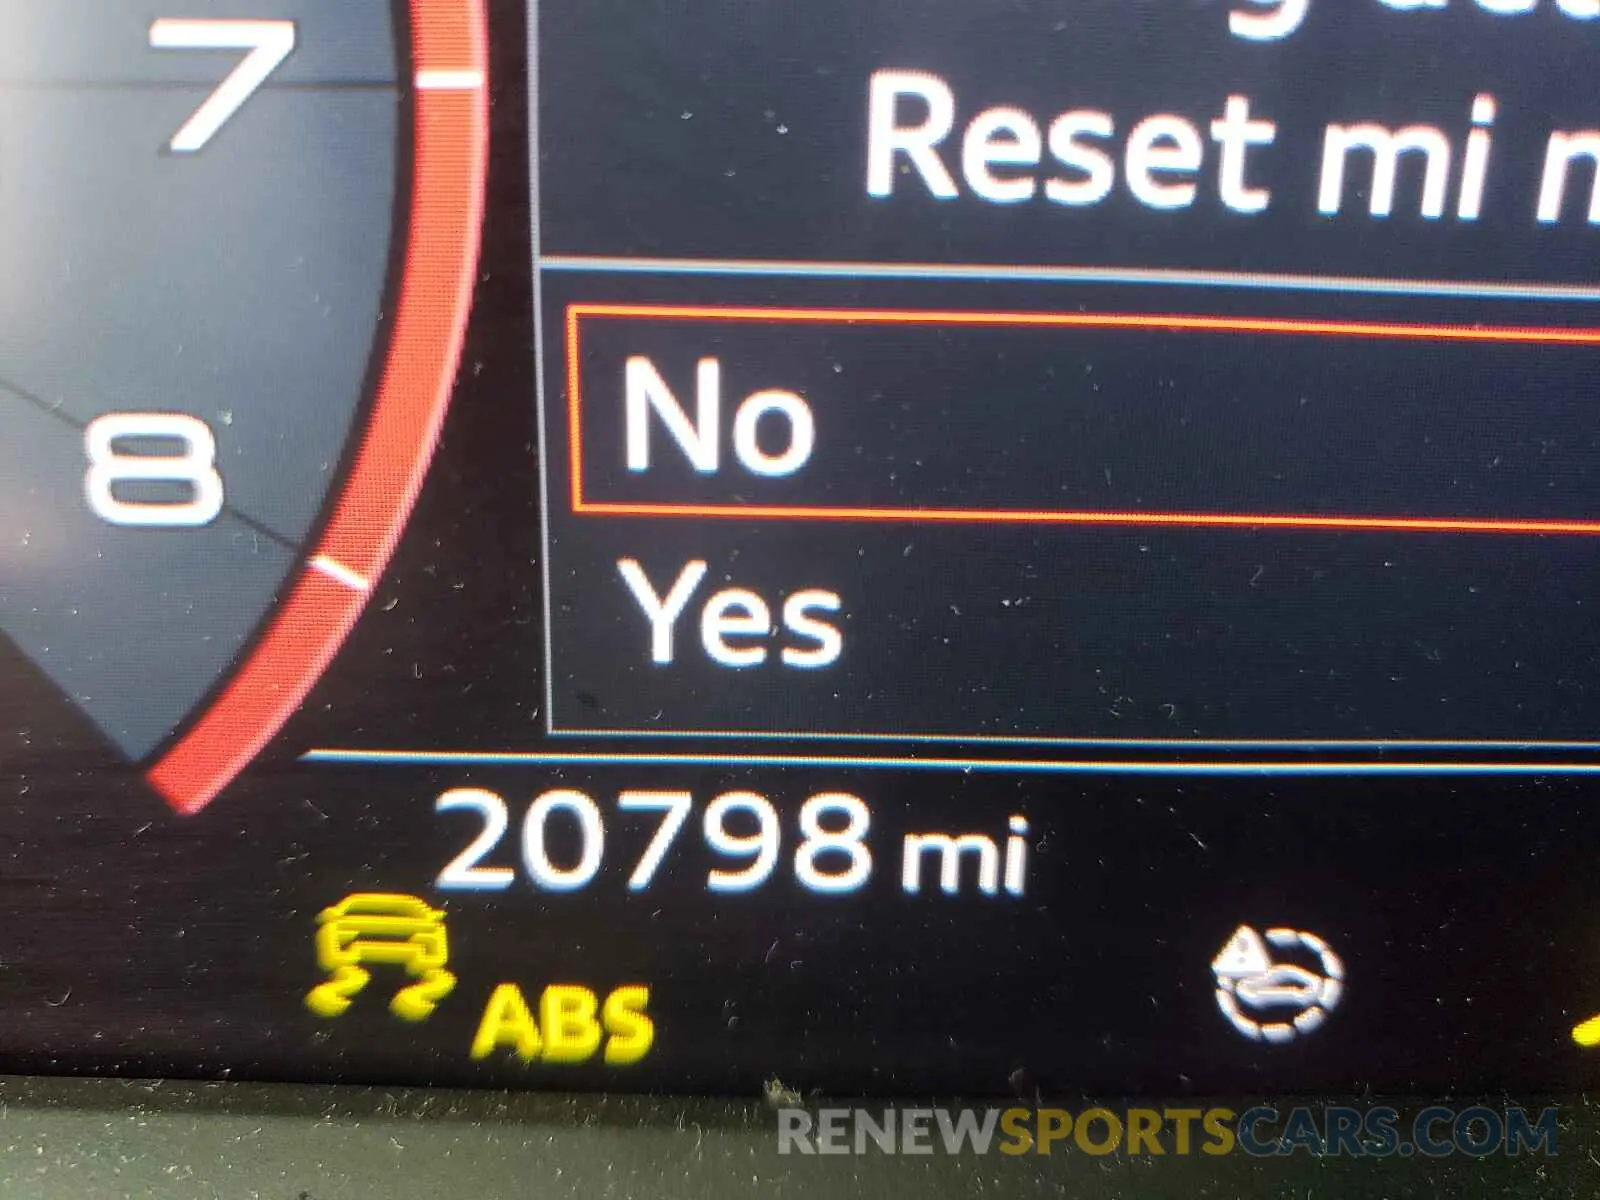 Reset mi
7
No
8
Yes
20798 mi
ABS
RENEWSPORTSCARS.COM